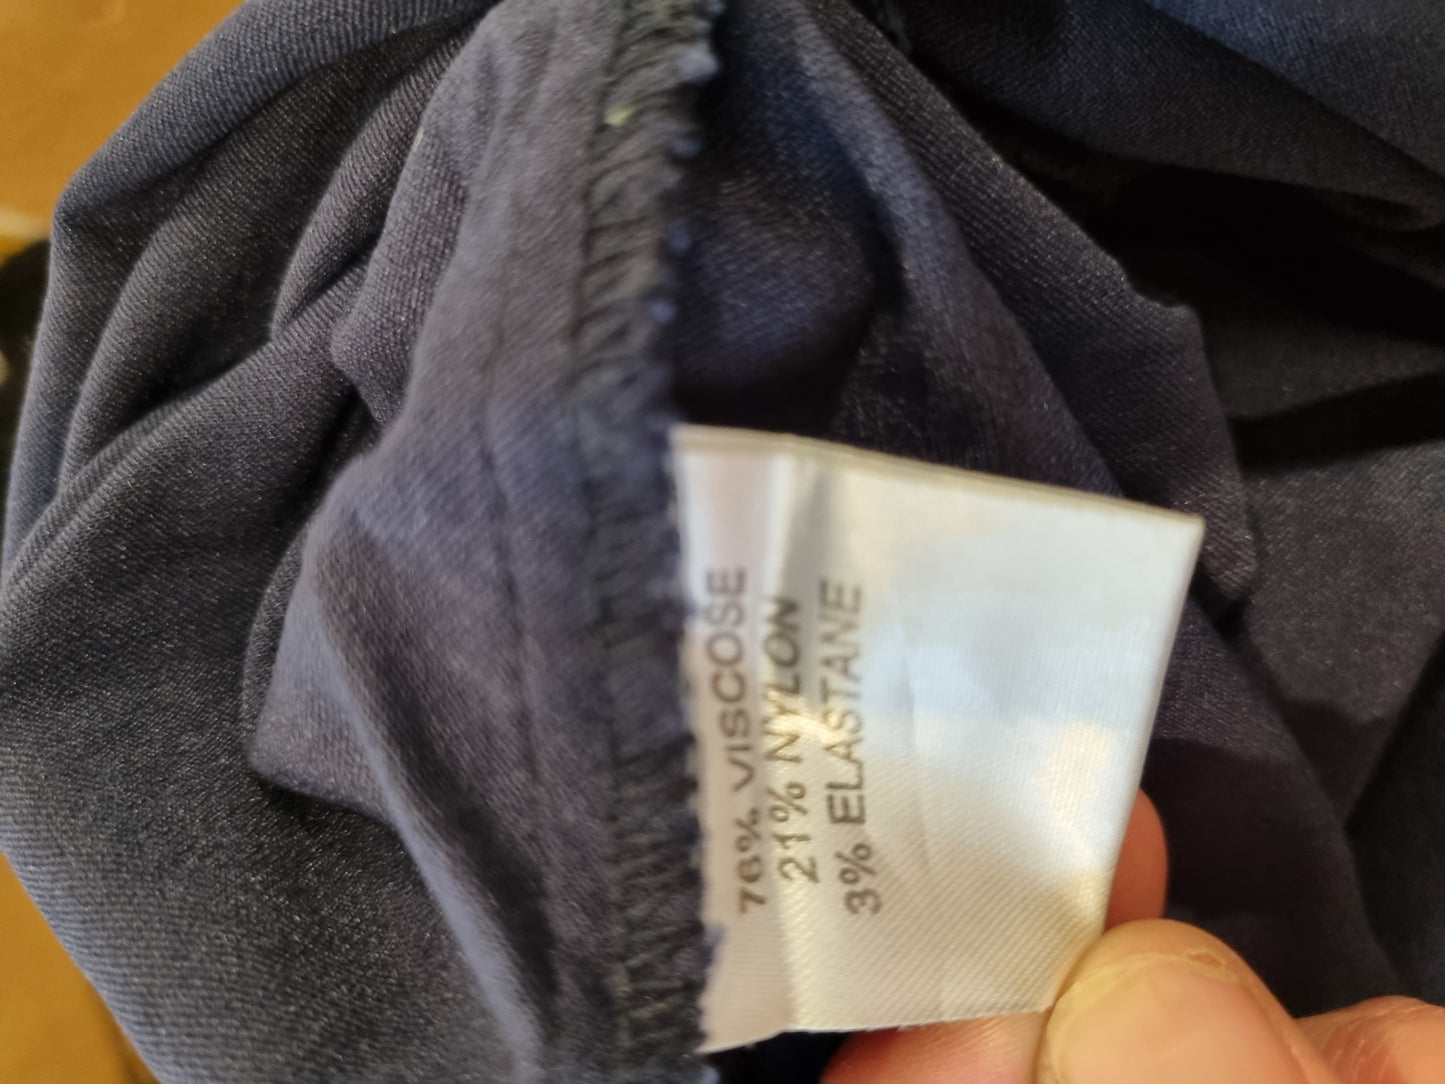 76% VISCOSE
21% NYLON
3% ELASTANE